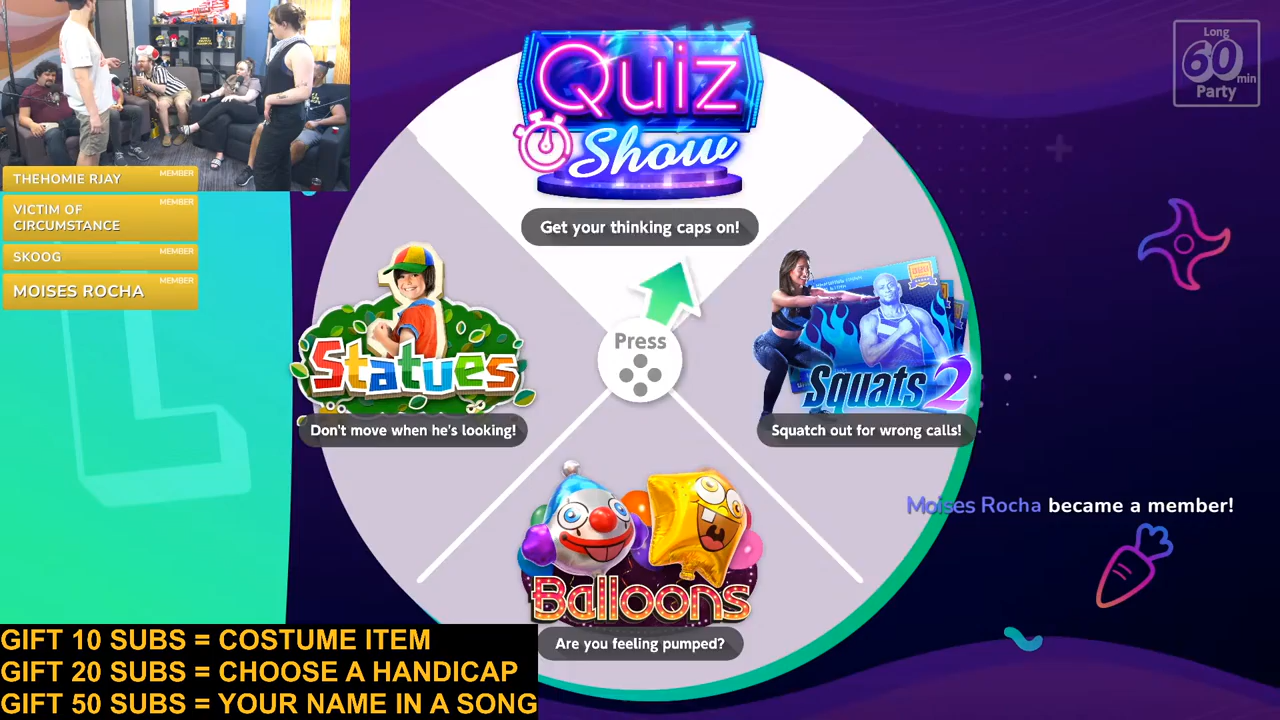 Quiz
Show
Get your thinking caps on!
Long
60
min
Party
THEHOMIE RJAY
MEMBER
VICTIM OF
CIRCUMSTANCE
MEMBER
SKOOG
MEMBER
MOISES ROCHA
MEMBER
Statues
Don't move when he's looking!
Press
Squats 2
Squatch out for wrong calls!
Moises Rocha became a member!
Balloons
Are you feeling pumped?
GIFT 10 SUBS = COSTUME ITEM
GIFT 20 SUBS = CHOOSE A HANDICAP
GIFT 50 SUBS = YOUR NAME IN A SONG
L